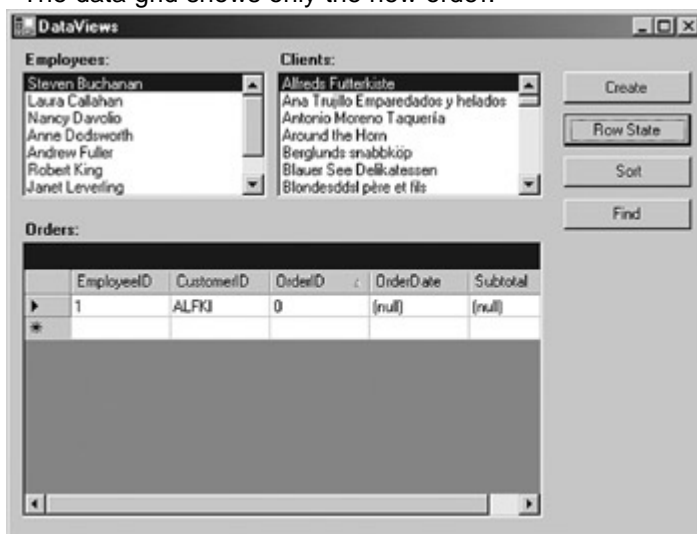 The data grid shows only the new order.
DataViews
Employees:
Steven Buchanan
Laura Callahan
Nancy Davolio
Anne Dodsworth
Andrew Fuller
Robert King
Janet Leverling
Clients:
Alfreds Futterkiste
Ana Trujillo Emparedados y helados
Antonio Moreno Taquería
Around the Horn
Berglunds snabbköp
Blauer See Delikatessen
Blondesddsl père et fils
Create
Row State
Sort
Find
Orders:
EmployeeID CustomerID OrderID OrderDate Subtotal
1 ALFKI 0 (null) (null)